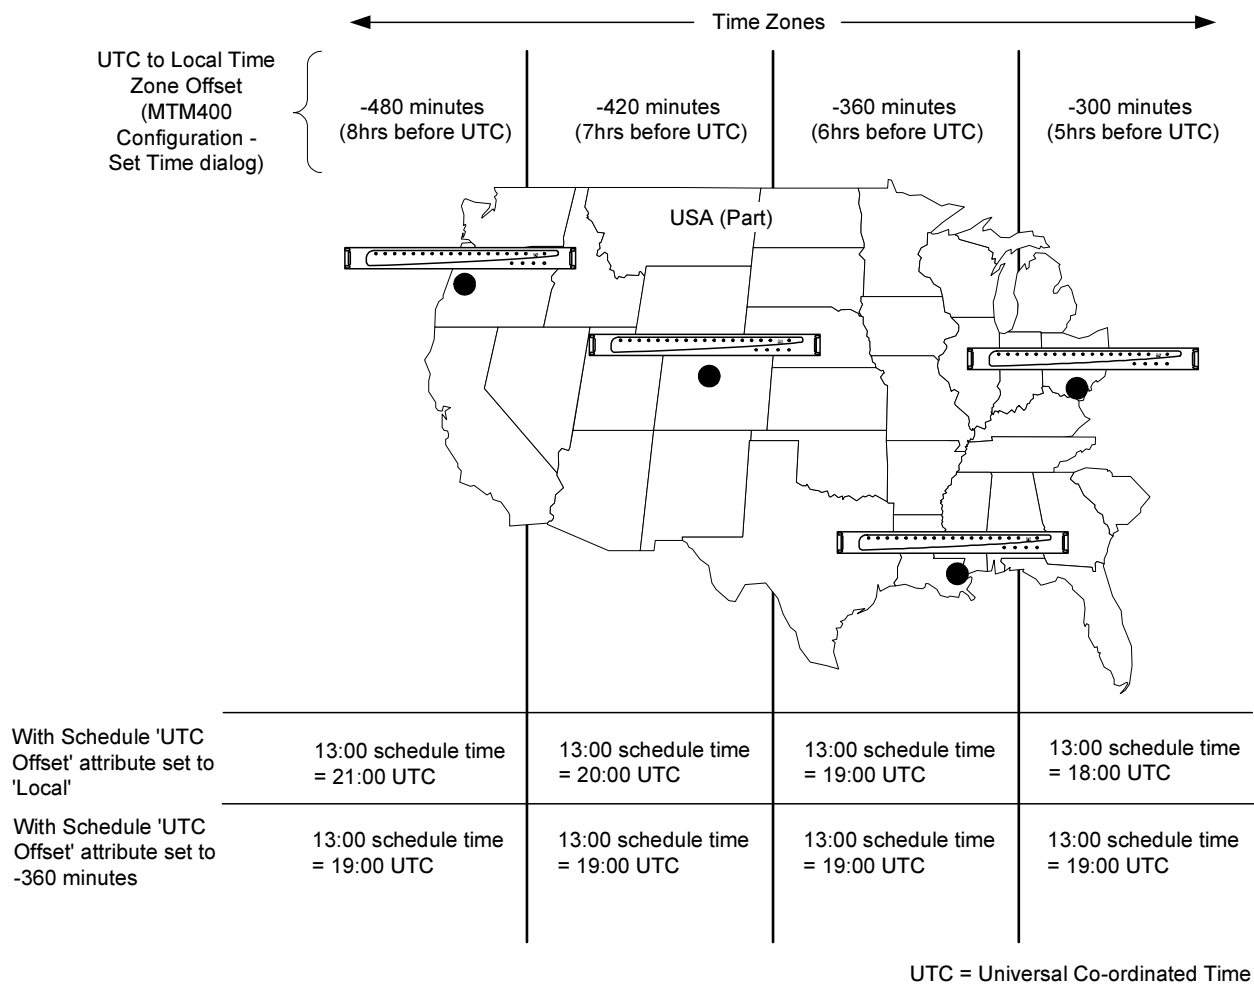 Time Zones
UTC to Local Time
Zone Offset
(MTM400
Configuration -
Set Time dialog)
-480 minutes
(8hrs before UTC)
-420 minutes
(7hrs before UTC)
-360 minutes
(6hrs before UTC)
-300 minutes
(5hrs before UTC)
USA (Part)
With Schedule 'UTC
Offset' attribute set to
'Local'
13:00 schedule time
= 21:00 UTC
13:00 schedule time
= 20:00 UTC
13:00 schedule time
= 19:00 UTC
13:00 schedule time
= 18:00 UTC
With Schedule 'UTC
Offset' attribute set to
-360 minutes
13:00 schedule time
= 19:00 UTC
13:00 schedule time
= 19:00 UTC
13:00 schedule time
= 19:00 UTC
13:00 schedule time
= 19:00 UTC
UTC = Universal Co-ordinated Time